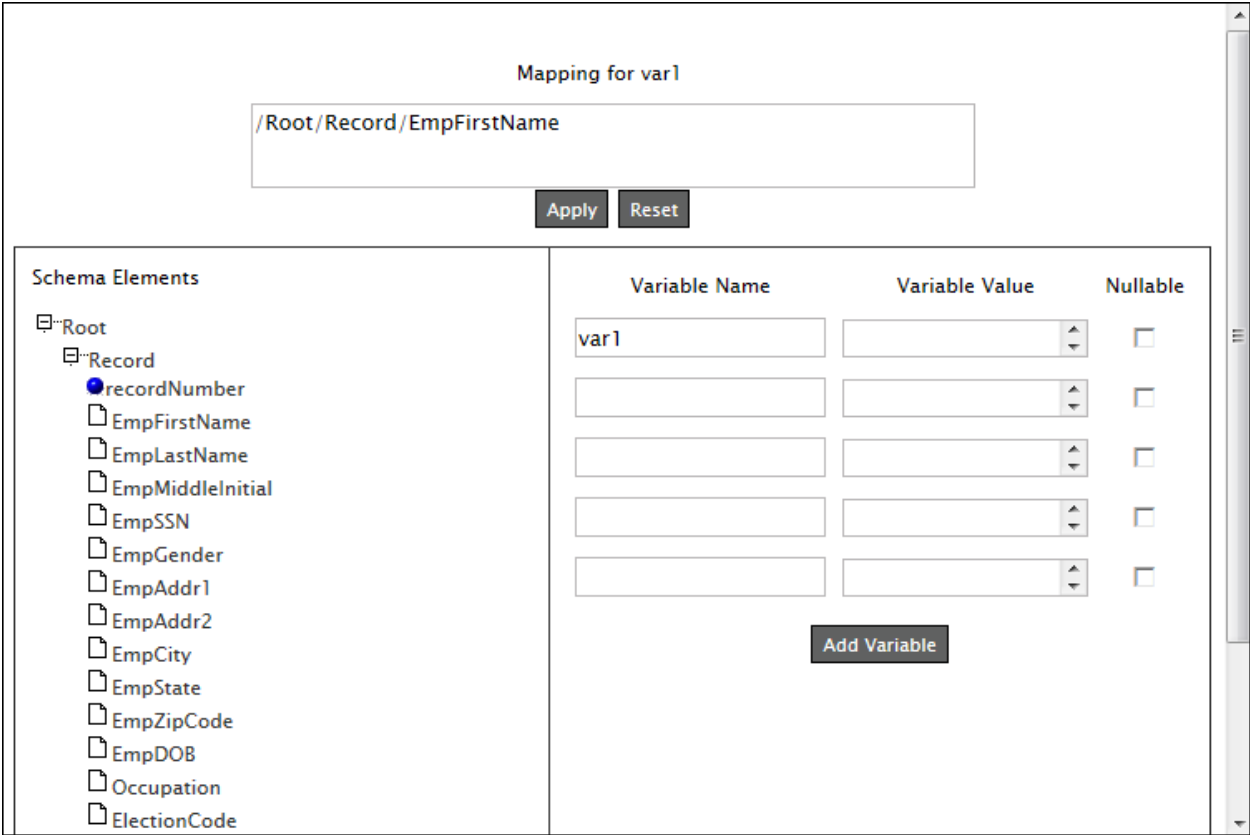 Mapping for var1
/Root/Record/EmpFirstName
Apply Reset
Schema Elements
Root
Record
recordNumber
EmpFirstName
EmpLastName
EmpMiddleInitial
EmpSSN
EmpGender
EmpAddr1
EmpAddr2
EmpCity
EmpState
EmpZipCode
EmpDOB
Occupation
ElectionCode
Variable Name Variable Value Nullable
var1
Add Variable